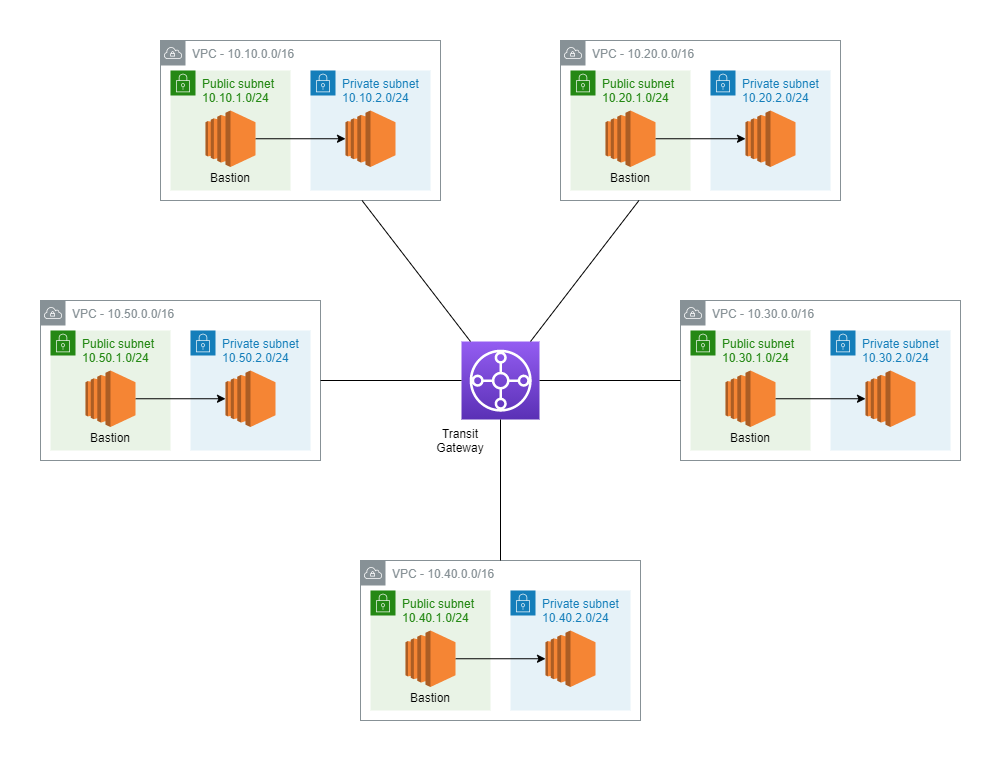 VPC - 10.10.0.0/16
Public subnet
10.10.1.0/24
Bastion
Private subnet
10.10.2.0/24
VPC - 10.20.0.0/16
Public subnet
10.20.1.0/24
Bastion
Private subnet
10.20.2.0/24
VPC - 10.50.0.0/16
Public subnet
10.50.1.0/24
Bastion
Private subnet
10.50.2.0/24
Transit
Gateway
VPC - 10.30.0.0/16
Public subnet
10.30.1.0/24
Bastion
Private subnet
10.30.2.0/24
VPC - 10.40.0.0/16
Public subnet
10.40.1.0/24
Bastion
Private subnet
10.40.2.0/24